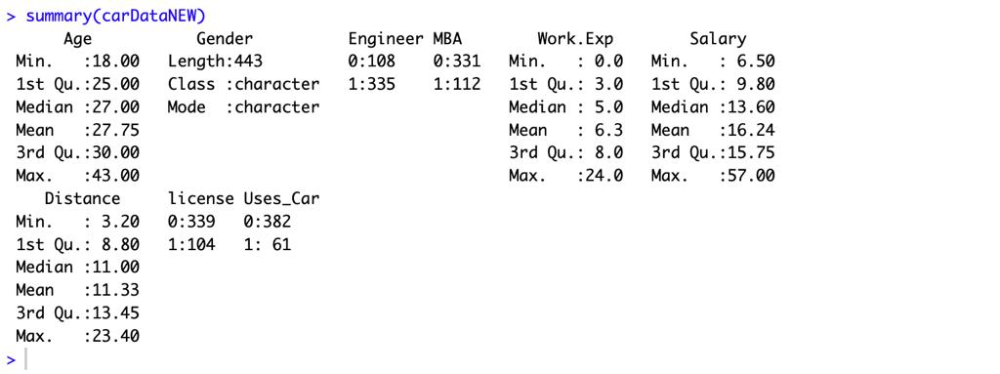 > summary(carDataNEW)
      Age           Gender          Engineer MBA        Work.Exp        Salary
 Min.   :18.00   Length:443         0:108    0:331   Min.   : 0.0   Min.   : 6.50
 1st Qu.:25.00   Class :character   1:335    1:112   1st Qu.: 3.0   1st Qu.: 9.80
 Median :27.00   Mode  :character                    Median : 5.0   Median :13.60
 Mean   :27.75                                       Mean   : 6.3   Mean   :16.24
 3rd Qu.:30.00                                       3rd Qu.: 8.0   3rd Qu.:15.75
 Max.   :43.00                                       Max.   :24.0   Max.   :57.00
    Distance     license Uses_Car
 Min.   : 3.20   0:339   0:382
 1st Qu.: 8.80   1:104   1: 61
 Median :11.00
 Mean   :11.33
 3rd Qu.:13.45
 Max.   :23.40
>